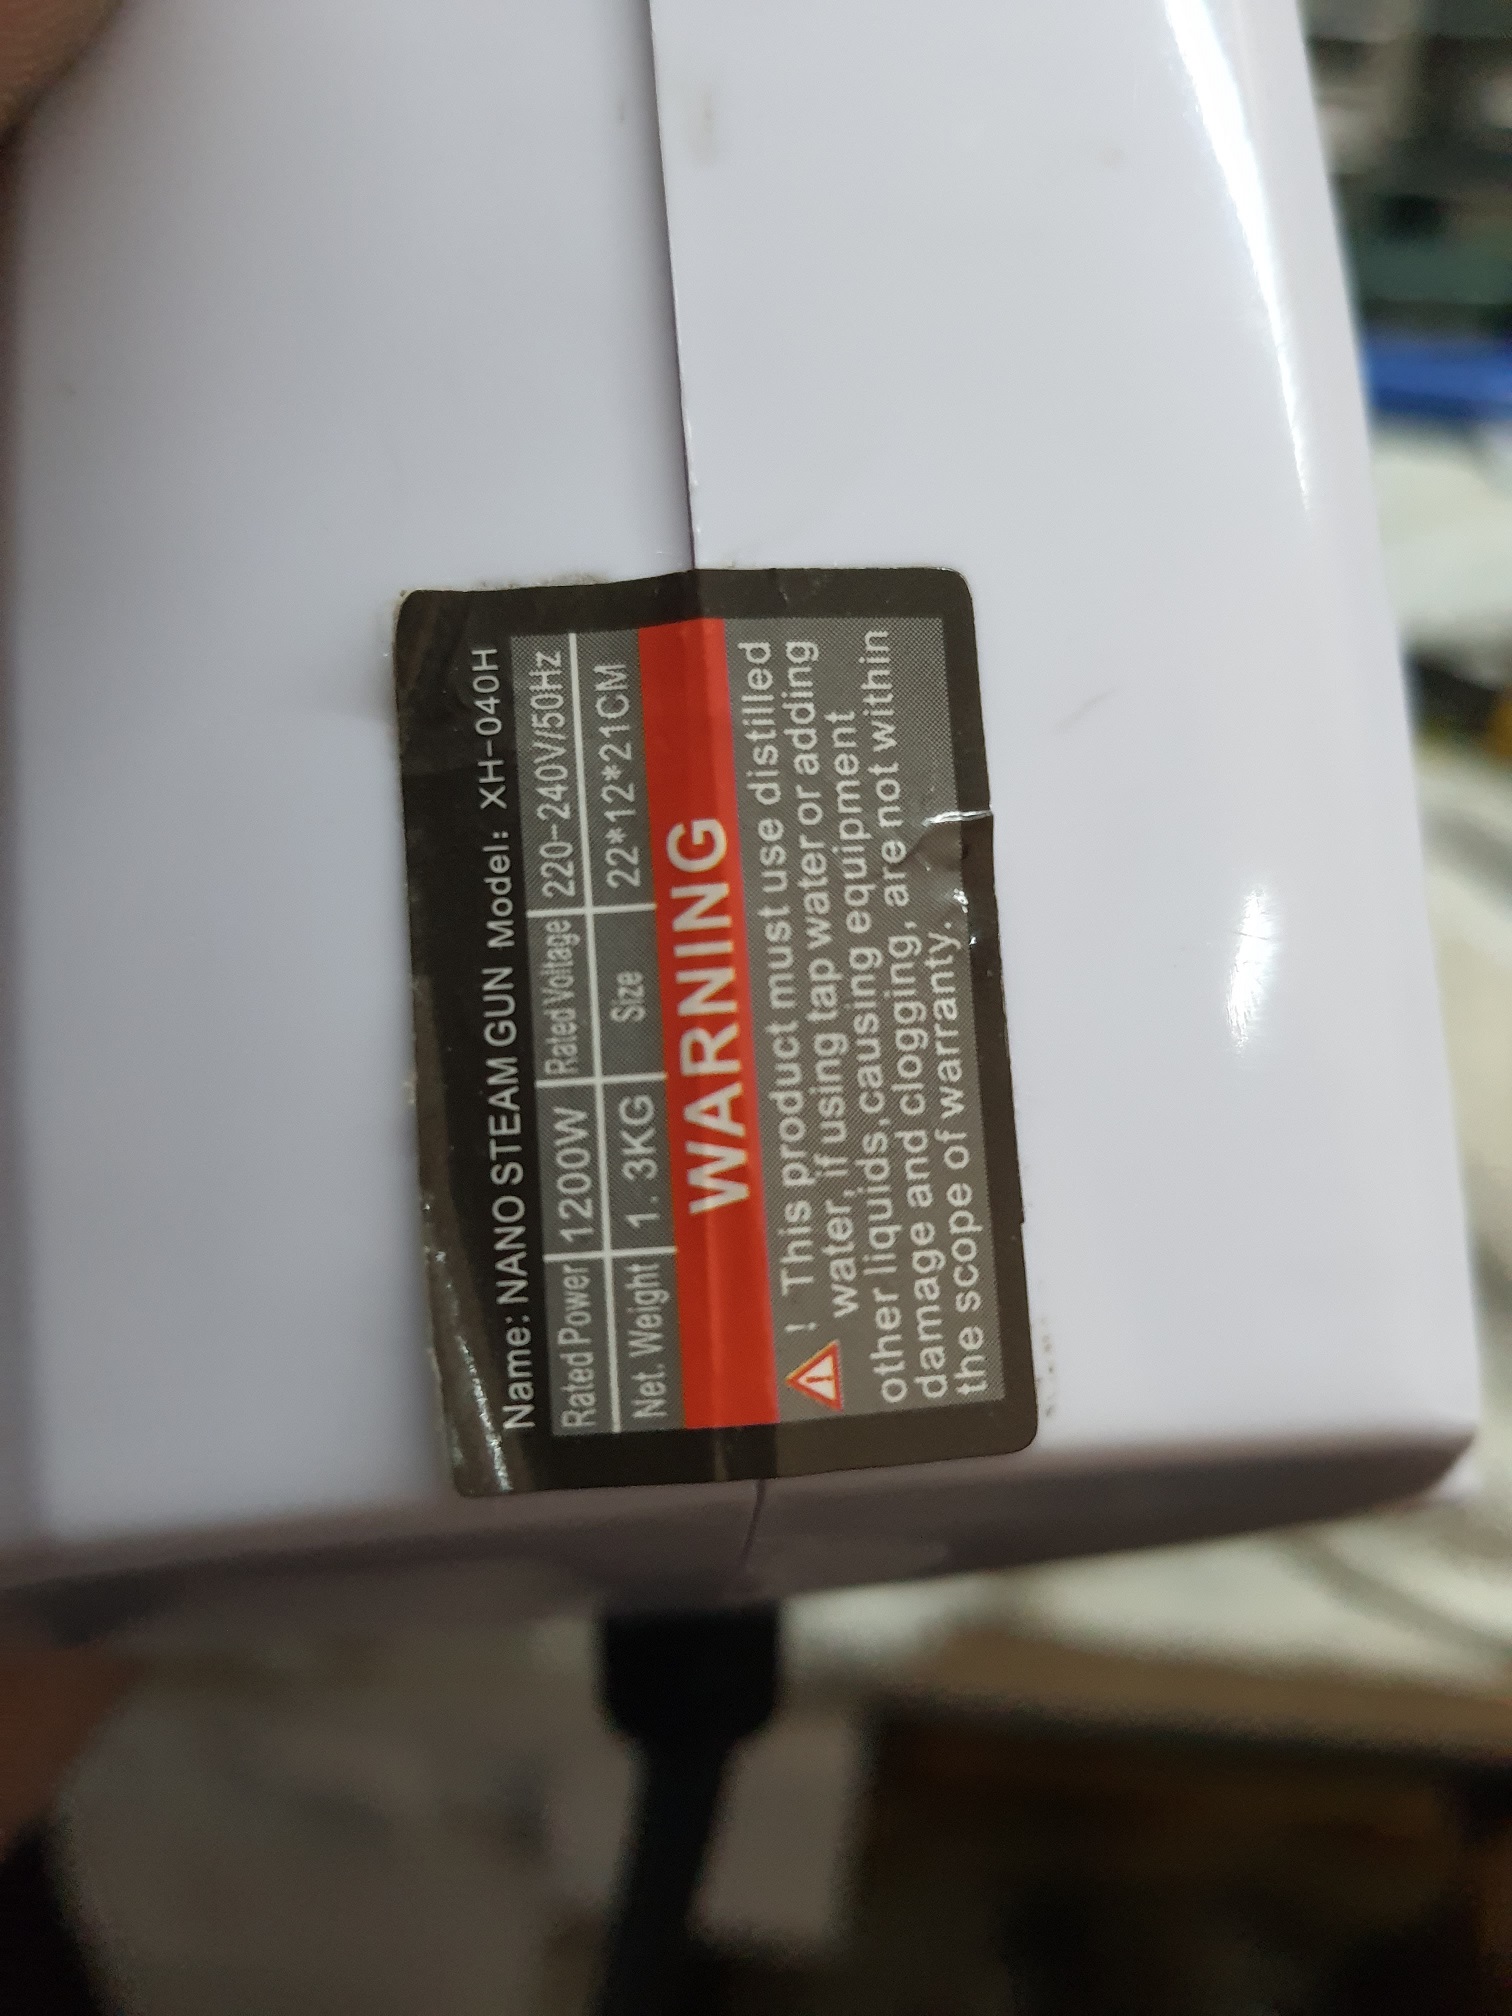 Name: NANO STEAM GUN Model: XH-040H
Rated Power 1200W Rated Voltage 220-240V/50Hz
Net. Weight 1.3KG Size 22*12*21CM
WARNING
! This product must use distilled
water, if using tap water or adding
other liquids, causing equipment
damage and clogging, are not within
the scope of warranty.